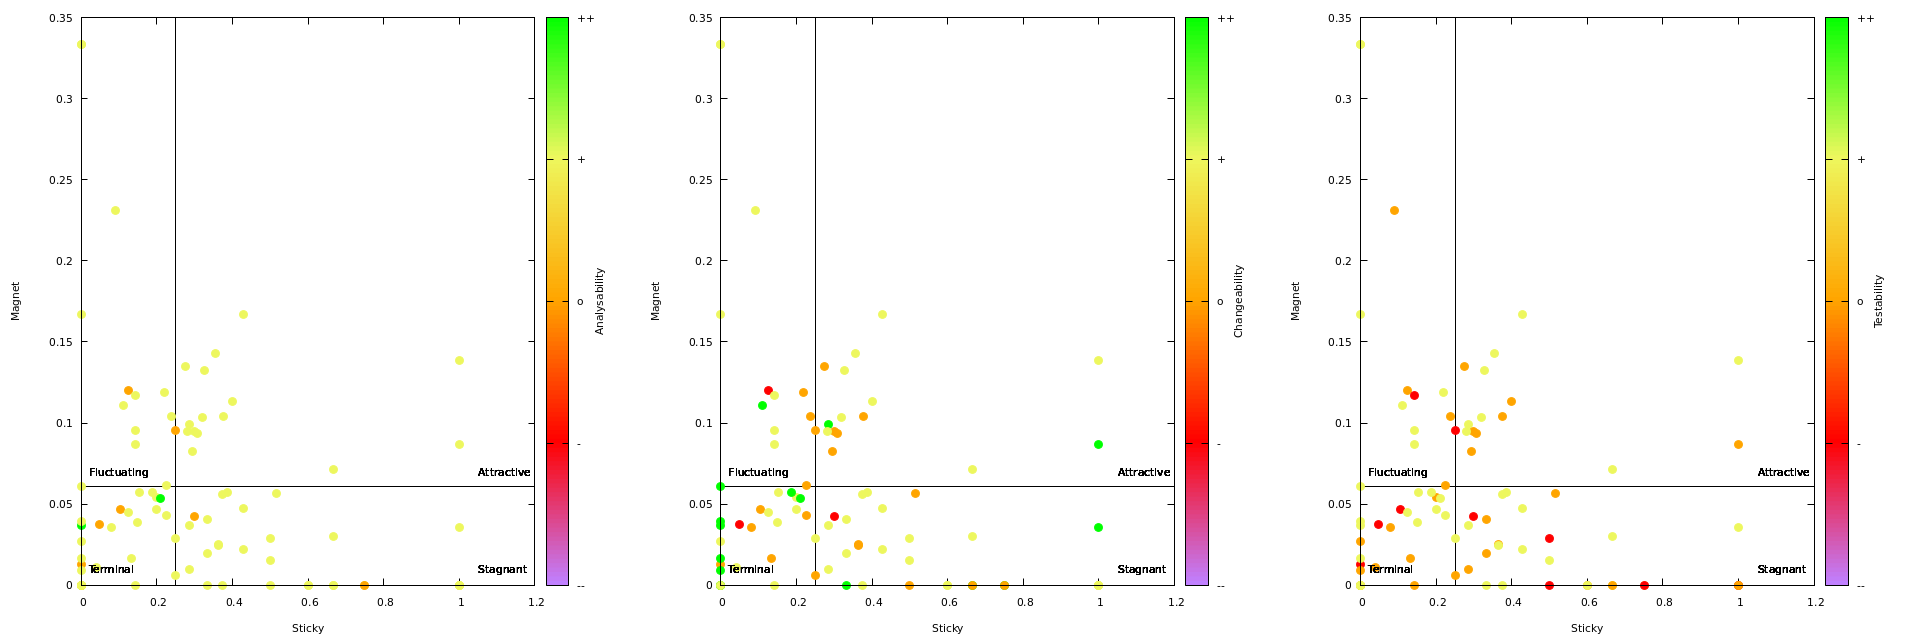 0.35
0.3
0.25
0.2
0.15
0.1
0.05
0
Magnet
0 0.2 0.4 0.6 0.8 1 1.2
Sticky
Fluctuating
Attractive
Terminal
Stagnant
++
+
o
-
--
Analysability
0.35
0.3
0.25
0.2
0.15
0.1
0.05
0
Magnet
0 0.2 0.4 0.6 0.8 1 1.2
Sticky
Fluctuating
Attractive
Terminal
Stagnant
++
+
o
-
--
Changeability
0.35
0.3
0.25
0.2
0.15
0.1
0.05
0
Magnet
0 0.2 0.4 0.6 0.8 1 1.2
Sticky
Fluctuating
Attractive
Terminal
Stagnant
++
+
o
-
--
Testability